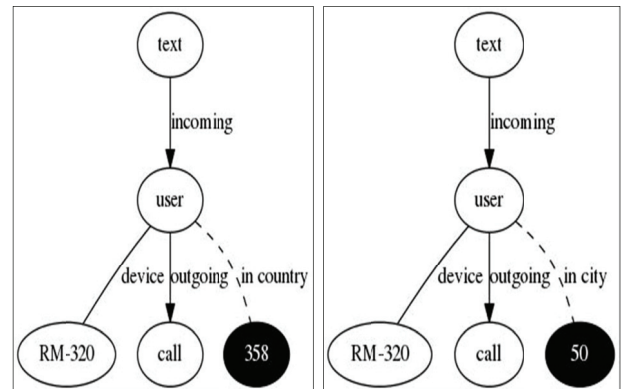 text
incoming
user
device outgoing in country
RM-320 call 358
text
incoming
user
device outgoing in city
RM-320 call 50